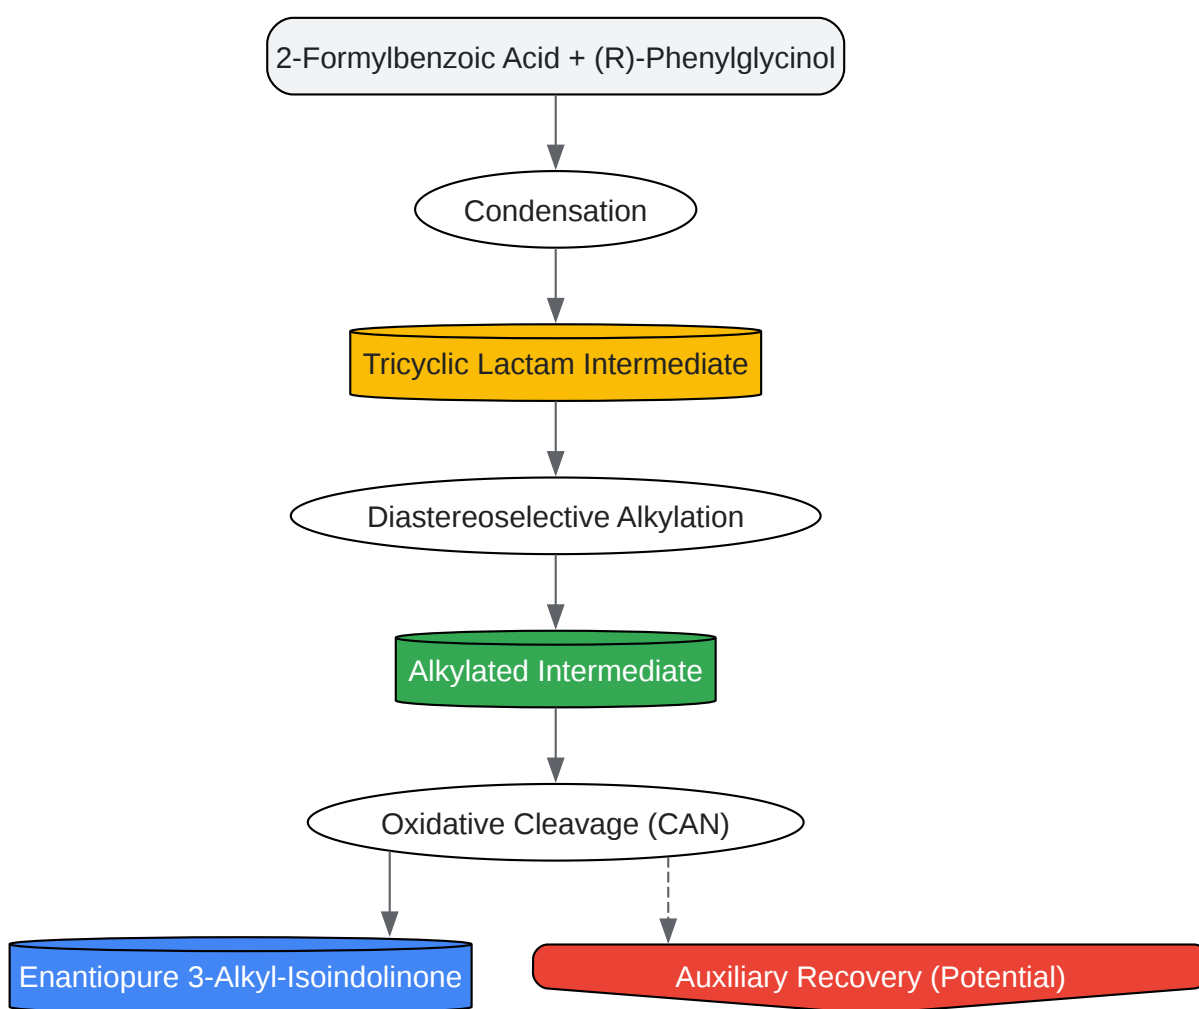 2-Formylbenzoic Acid + (R)-Phenylglycinol
Condensation
Tricyclic Lactam Intermediate
Diastereoselective Alkylation
Alkylated Intermediate
Oxidative Cleavage (CAN)
Enantiopure 3-Alkyl-Isoindolinone
Auxiliary Recovery (Potential)